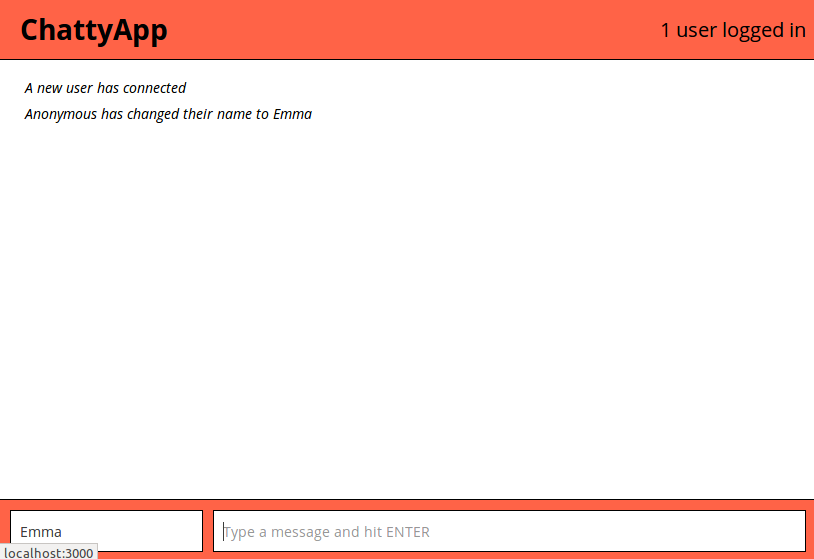 ChattyApp
1 user logged in
A new user has connected
Anonymous has changed their name to Emma
Emma
Type a message and hit ENTER
localhost:3000